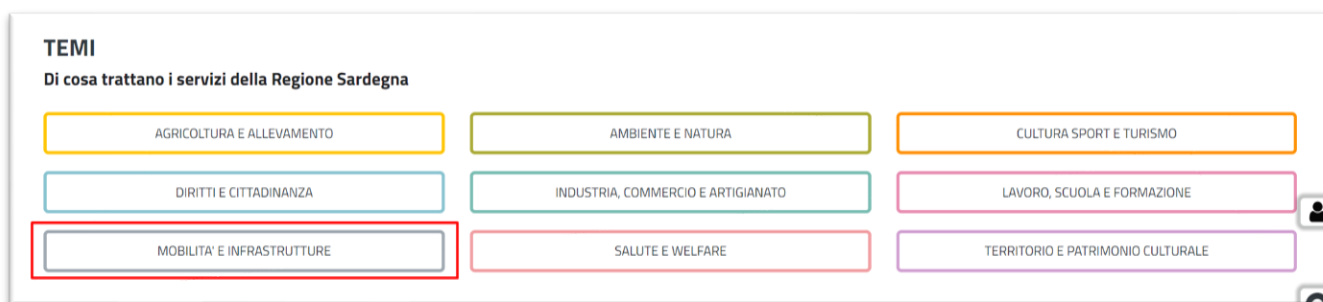 TEMI
Di cosa trattano i servizi della Regione Sardegna
AGRICOLTURA E ALLEVAMENTO
AMBIENTE E NATURA
CULTURA SPORT E TURISMO
DIRITTI E CITTADINANZA
INDUSTRIA, COMMERCIO E ARTIGIANATO
LAVORO, SCUOLA E FORMAZIONE
MOBILITA' E INFRASTRUTTURE
SALUTE E WELFARE
TERRITORIO E PATRIMONIO CULTURALE